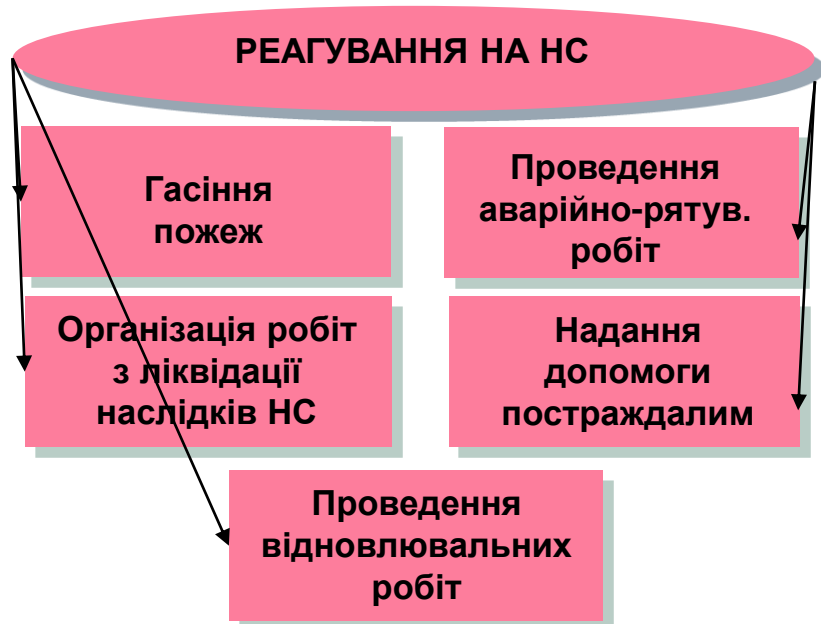 РЕАГУВАННЯ НА НС
Гасіння
пожеж
Проведення
аварійно-рятув.
робіт
Організація робіт
з ліквідації
наслідків НС
Надання
допомоги
постраждалим
Проведення
відновлювальних
робіт